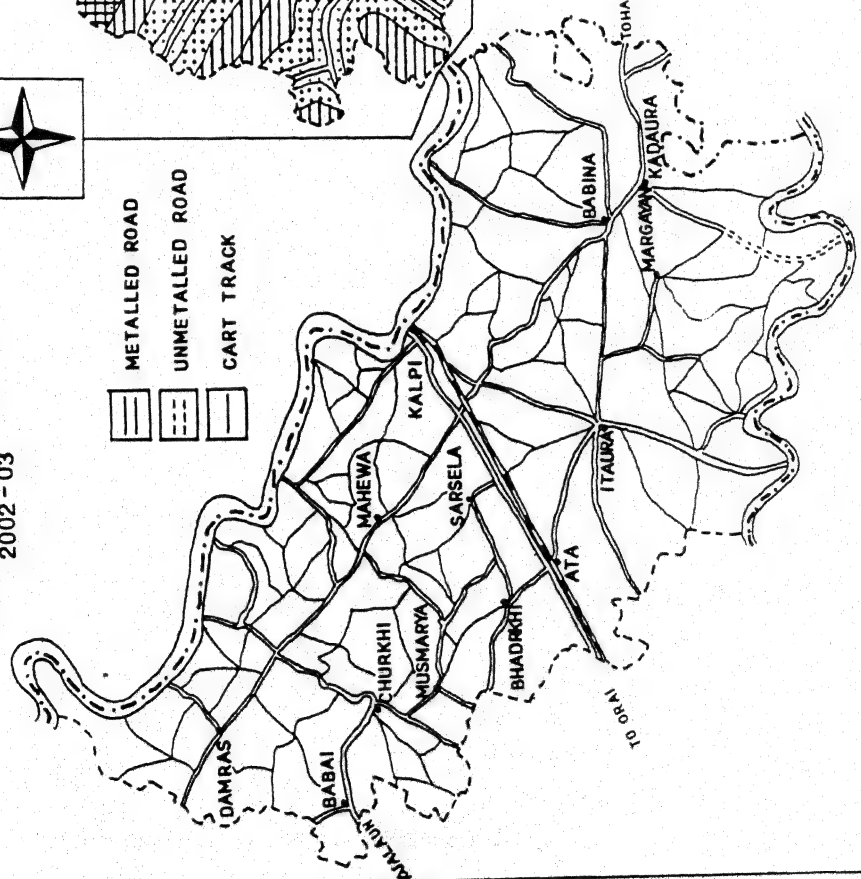 2002-03
METALLED ROAD
UNMETALLED ROAD
CART TRACK
TOHA
BABINA
KADAURA
MARGAYAN
KALPI
MAHEWA
SARSELA
ITAURA
ATA
CHURKHI
MUSMARYA
BHADRKHI
TO ORAI
DAMRAS
BABAI